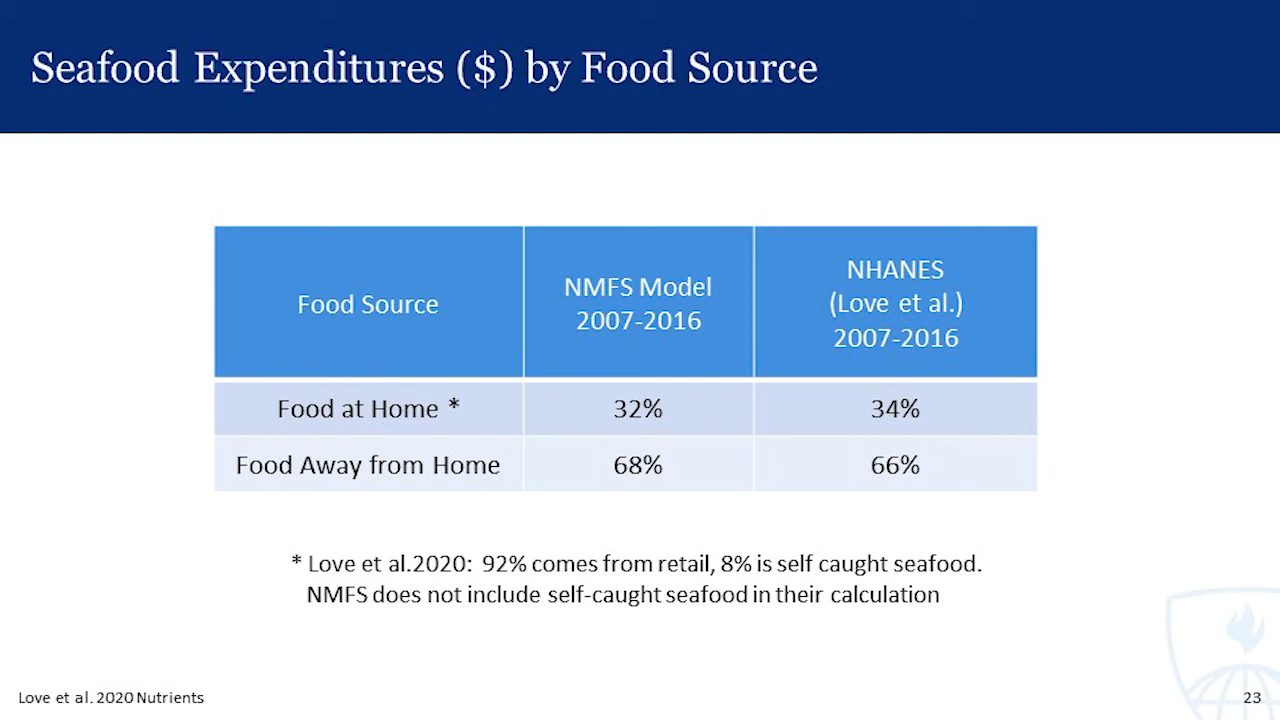 Seafood Expenditures ($) by Food Source
Food Source
NMFS Model
2007-2016
NHANES
(Love et al.)
2007-2016
Food at Home *
32%
34%
Food Away from Home
68%
66%
* Love et al.2020: 92% comes from retail, 8% is self caught seafood.
NMFS does not include self-caught seafood in their calculation
Love et al. 2020 Nutrients
23